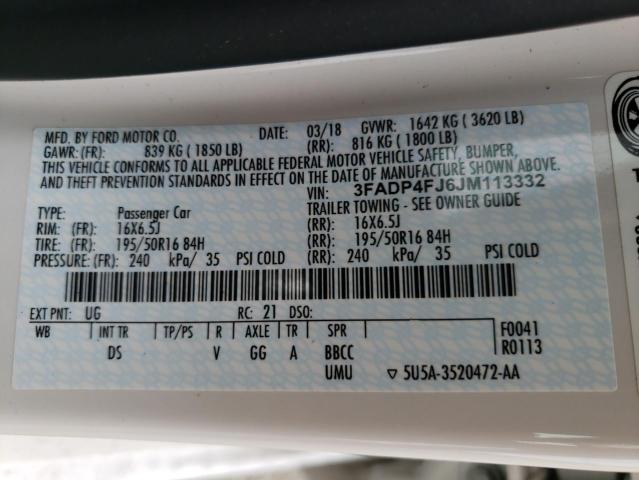 MFD. BY FORD MOTOR CO. DATE: 03/18 GVWR: 1642 KG ( 3620 LB)
GAWR: (FR): 839 KG ( 1850 LB) (RR): 816 KG ( 1800 LB)
THIS VEHICLE CONFORMS TO ALL APPLICABLE FEDERAL MOTOR VEHICLE SAFETY, BUMPER,
AND THEFT PREVENTION STANDARDS IN EFFECT ON THE DATE OF MANUFACTURE SHOWN ABOVE.
VIN: 3FADP4FJ6JM113332
TYPE: Passenger Car TRAILER TOWING - SEE OWNER GUIDE
RIM: (FR): 16X6.5J (RR): 16X6.5J
TIRE: (FR): 195/50R16 84H (RR): 195/50R16 84H
PRESSURE: (FR): 240 kPa/ 35 PSI COLD (RR): 240 kPa/ 35 PSI COLD
EXT PNT: UG RC: 21 DSO:
WB INT TR TP/PS R AXLE TR SPR F0041
DS V GG A BBCC R0113
UMU ▽ 5U5A-3520472-AA